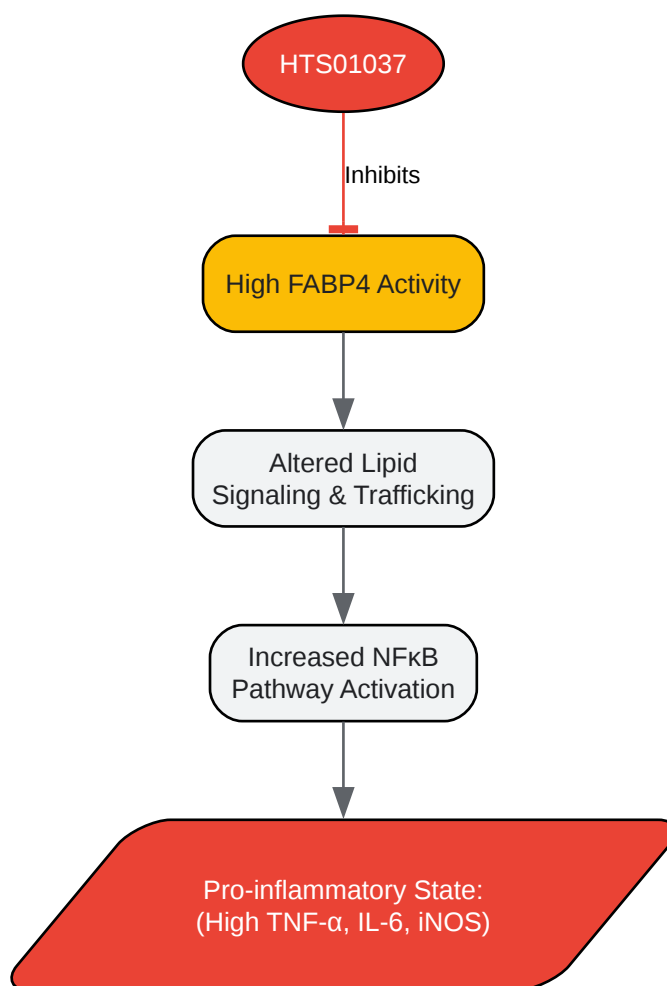 HTS01037
Inhibits
High FABP4 Activity
Altered Lipid
Signaling & Trafficking
Increased NFκB
Pathway Activation
Pro-inflammatory State:
(High TNF-α, IL-6, iNOS)